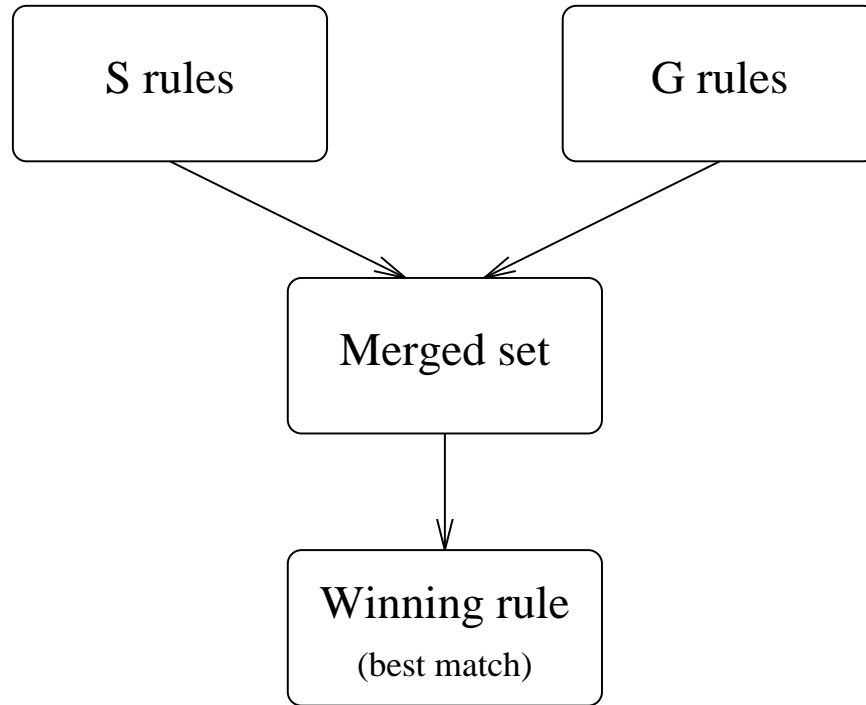 S rules
G rules
Merged set
Winning rule
(best match)